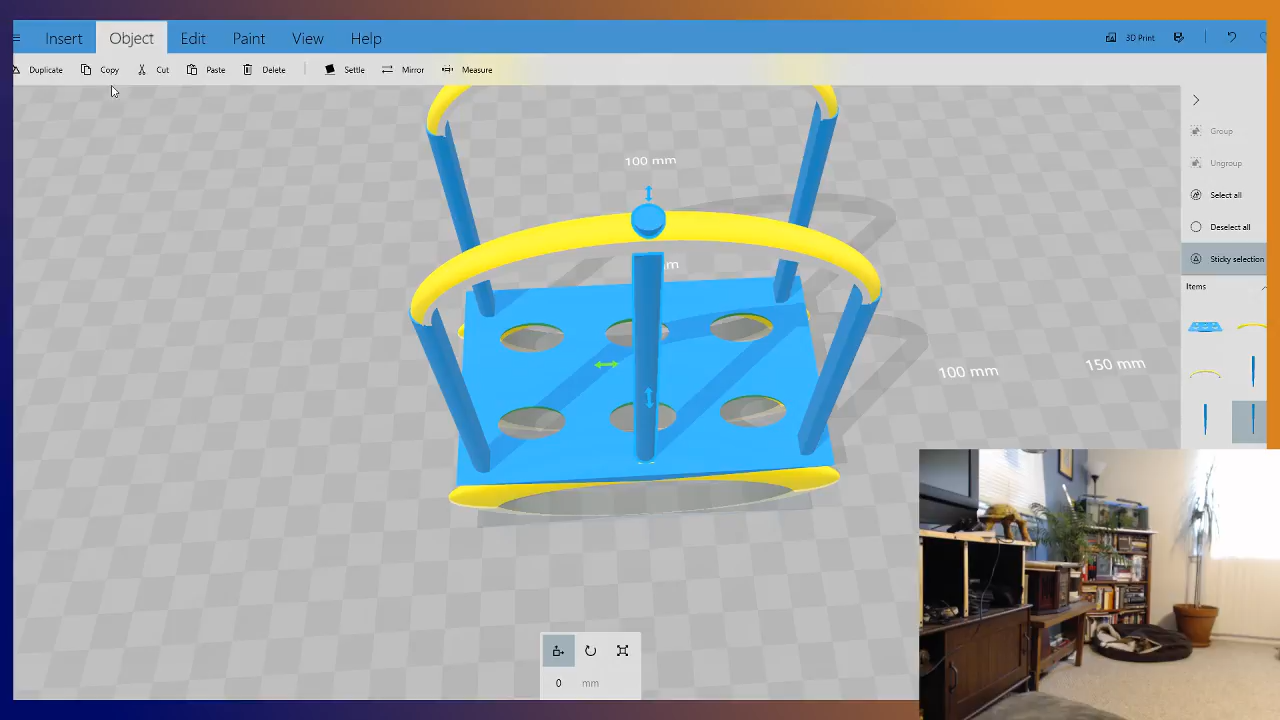 Insert Object Edit Paint View Help 3D Print
Duplicate Copy Cut Paste Delete Settle Mirror Measure
Group
100 mm
Ungroup
Select all
Deselect all
Sticky selection
Items
100 mm
150 mm
0 mm